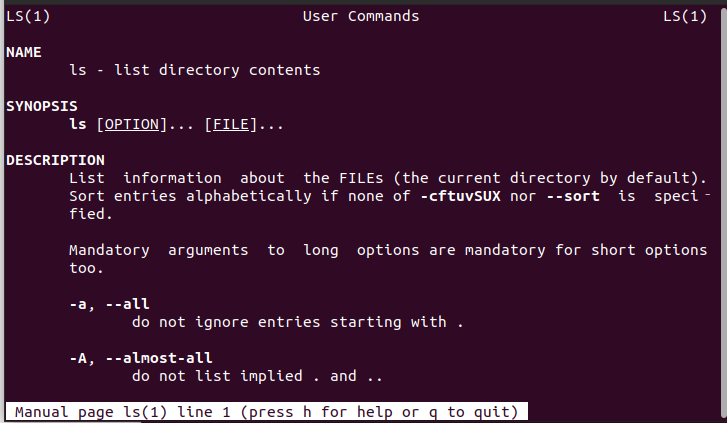 LS(1) User Commands LS(1)
NAME
ls - list directory contents
SYNOPSIS
ls [OPTION]... [FILE]...
DESCRIPTION
List information about the FILEs (the current directory by default).
Sort entries alphabetically if none of -cftuvSUX nor --sort is speci-
fied.
Mandatory arguments to long options are mandatory for short options
too.
-a, --all
do not ignore entries starting with .
-A, --almost-all
do not list implied . and ..
Manual page ls(1) line 1 (press h for help or q to quit)